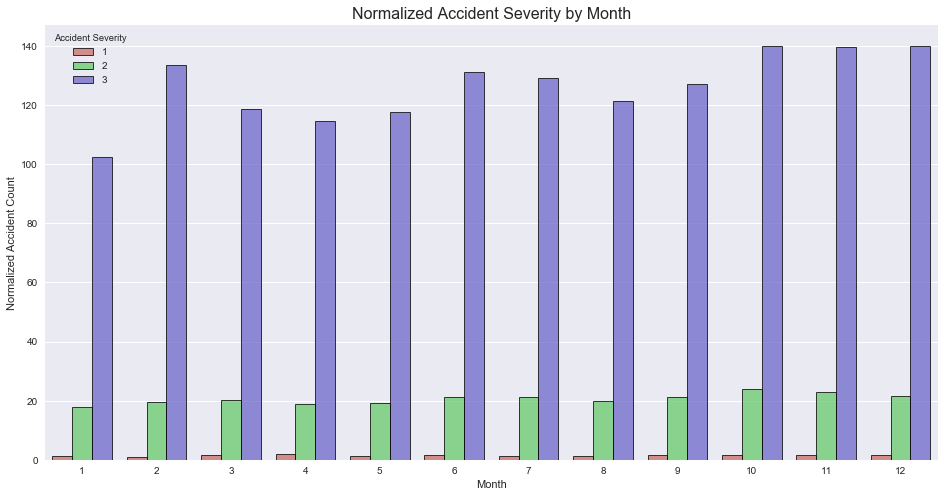 Normalized Accident Severity by Month
Accident Severity
1
2
3
140
120
100
80
60
40
20
0
Normalized Accident Count
1 2 3 4 5 6 7 8 9 10 11 12
Month